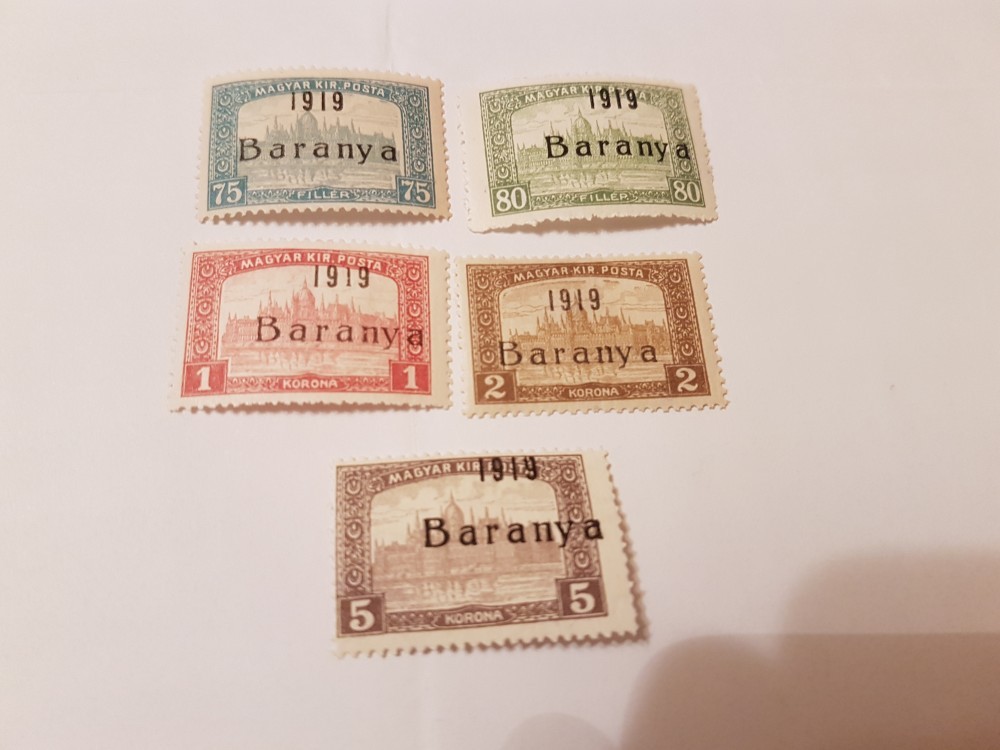 MAGYAR KIR. POSTA
1919
Baranya
75 75
FILLER
MAGYAR KIR. POSTA
1919
Baranya
80 80
FILLER
MAGYAR KIR. POSTA
1919
Baranya
1 1
KORONA
MAGYAR KIR. POSTA
1919
Baranya
2 2
KORONA
MAGYAR KIR. POSTA
1919
Baranya
5 5
KORONA